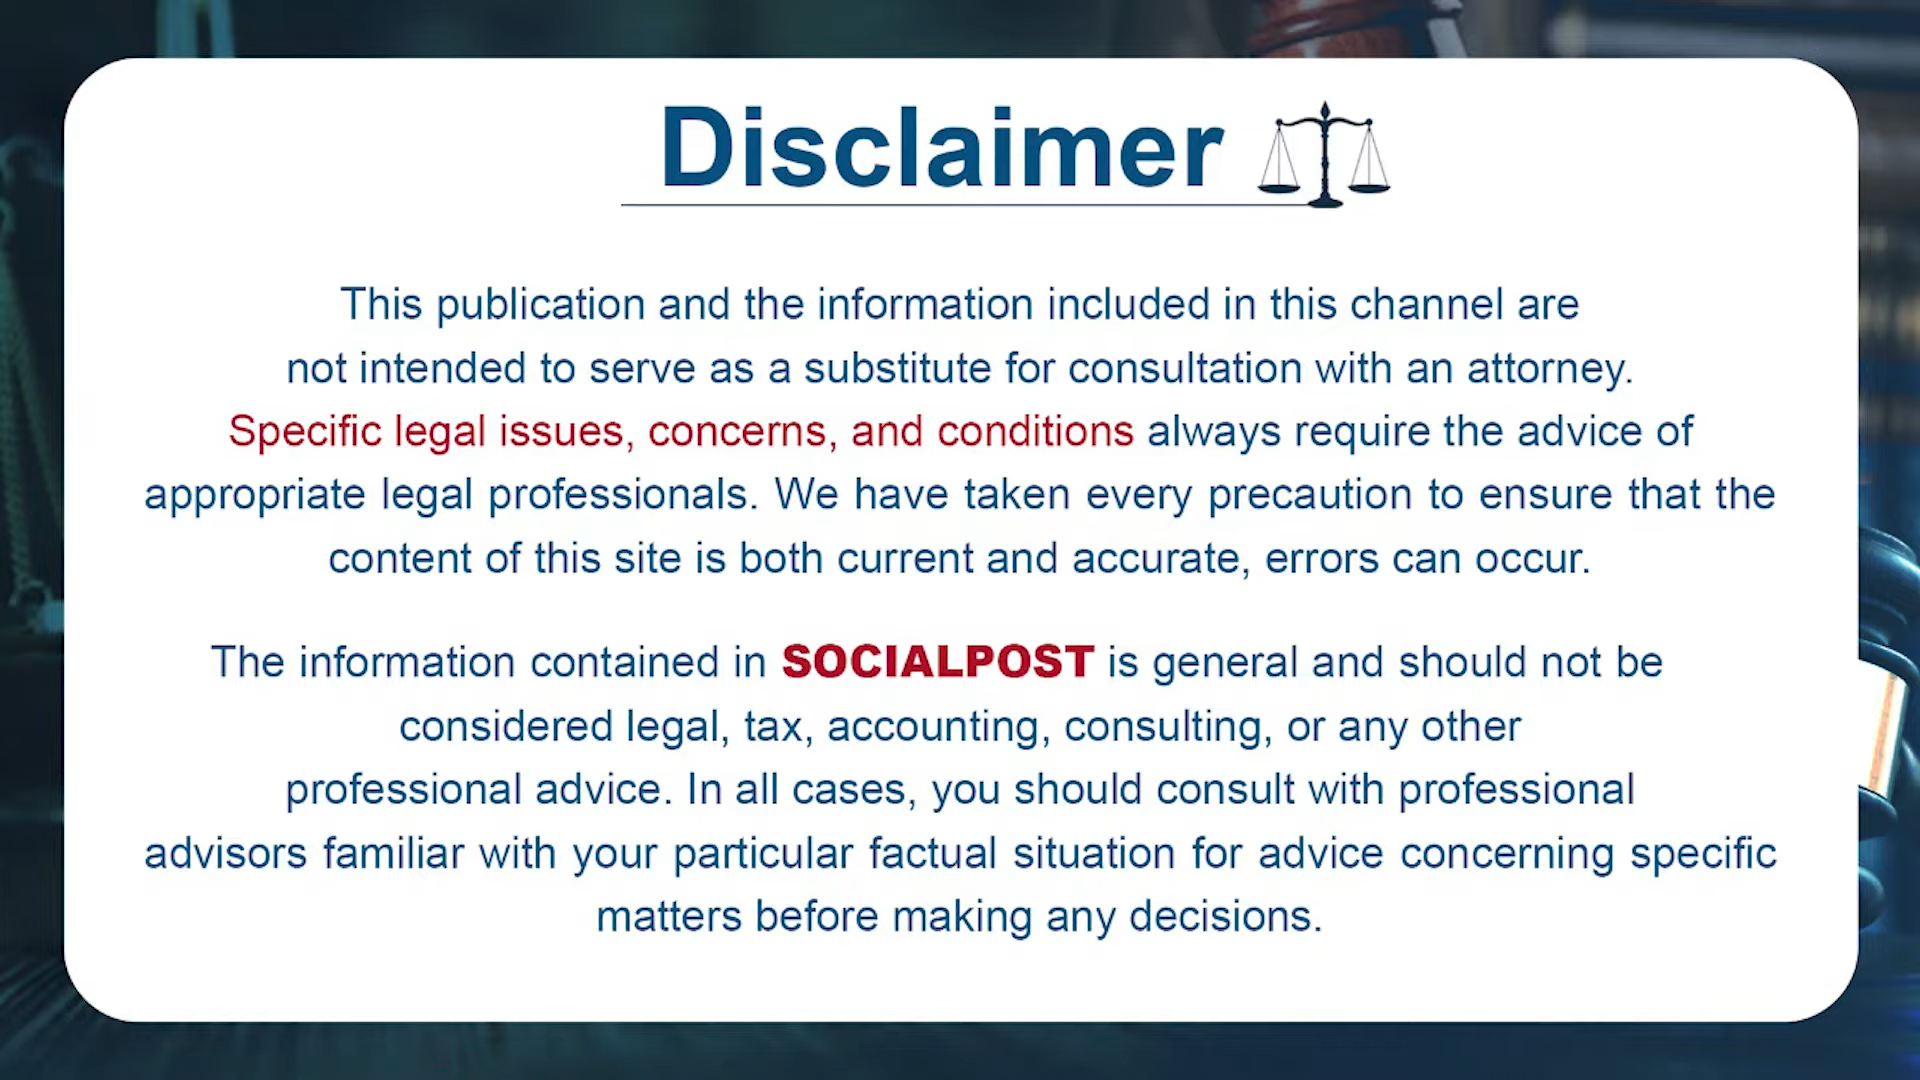 Disclaimer
This publication and the information included in this channel are
not intended to serve as a substitute for consultation with an attorney.
Specific legal issues, concerns, and conditions always require the advice of
appropriate legal professionals. We have taken every precaution to ensure that the
content of this site is both current and accurate, errors can occur.
The information contained in SOCIALPOST is general and should not be
considered legal, tax, accounting, consulting, or any other
professional advice. In all cases, you should consult with professional
advisors familiar with your particular factual situation for advice concerning specific
matters before making any decisions.